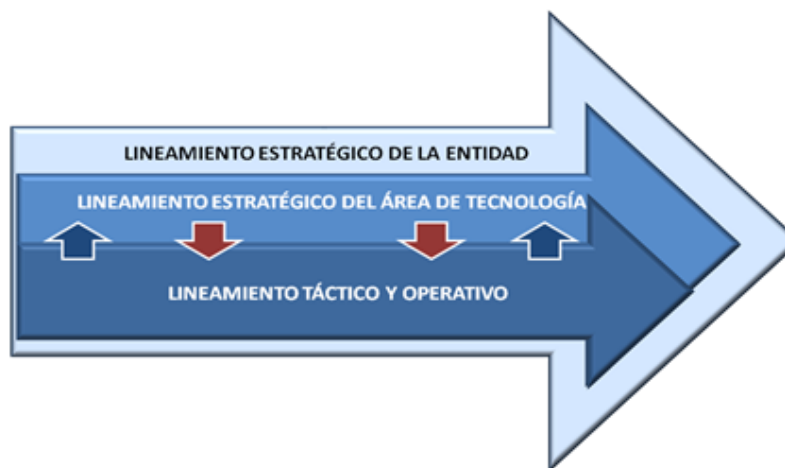 LINEAMIENTO ESTRATÉGICO DE LA ENTIDAD
LINEAMIENTO ESTRATÉGICO DEL ÁREA DE TECNOLOGÍA
LINEAMIENTO TÁCTICO Y OPERATIVO